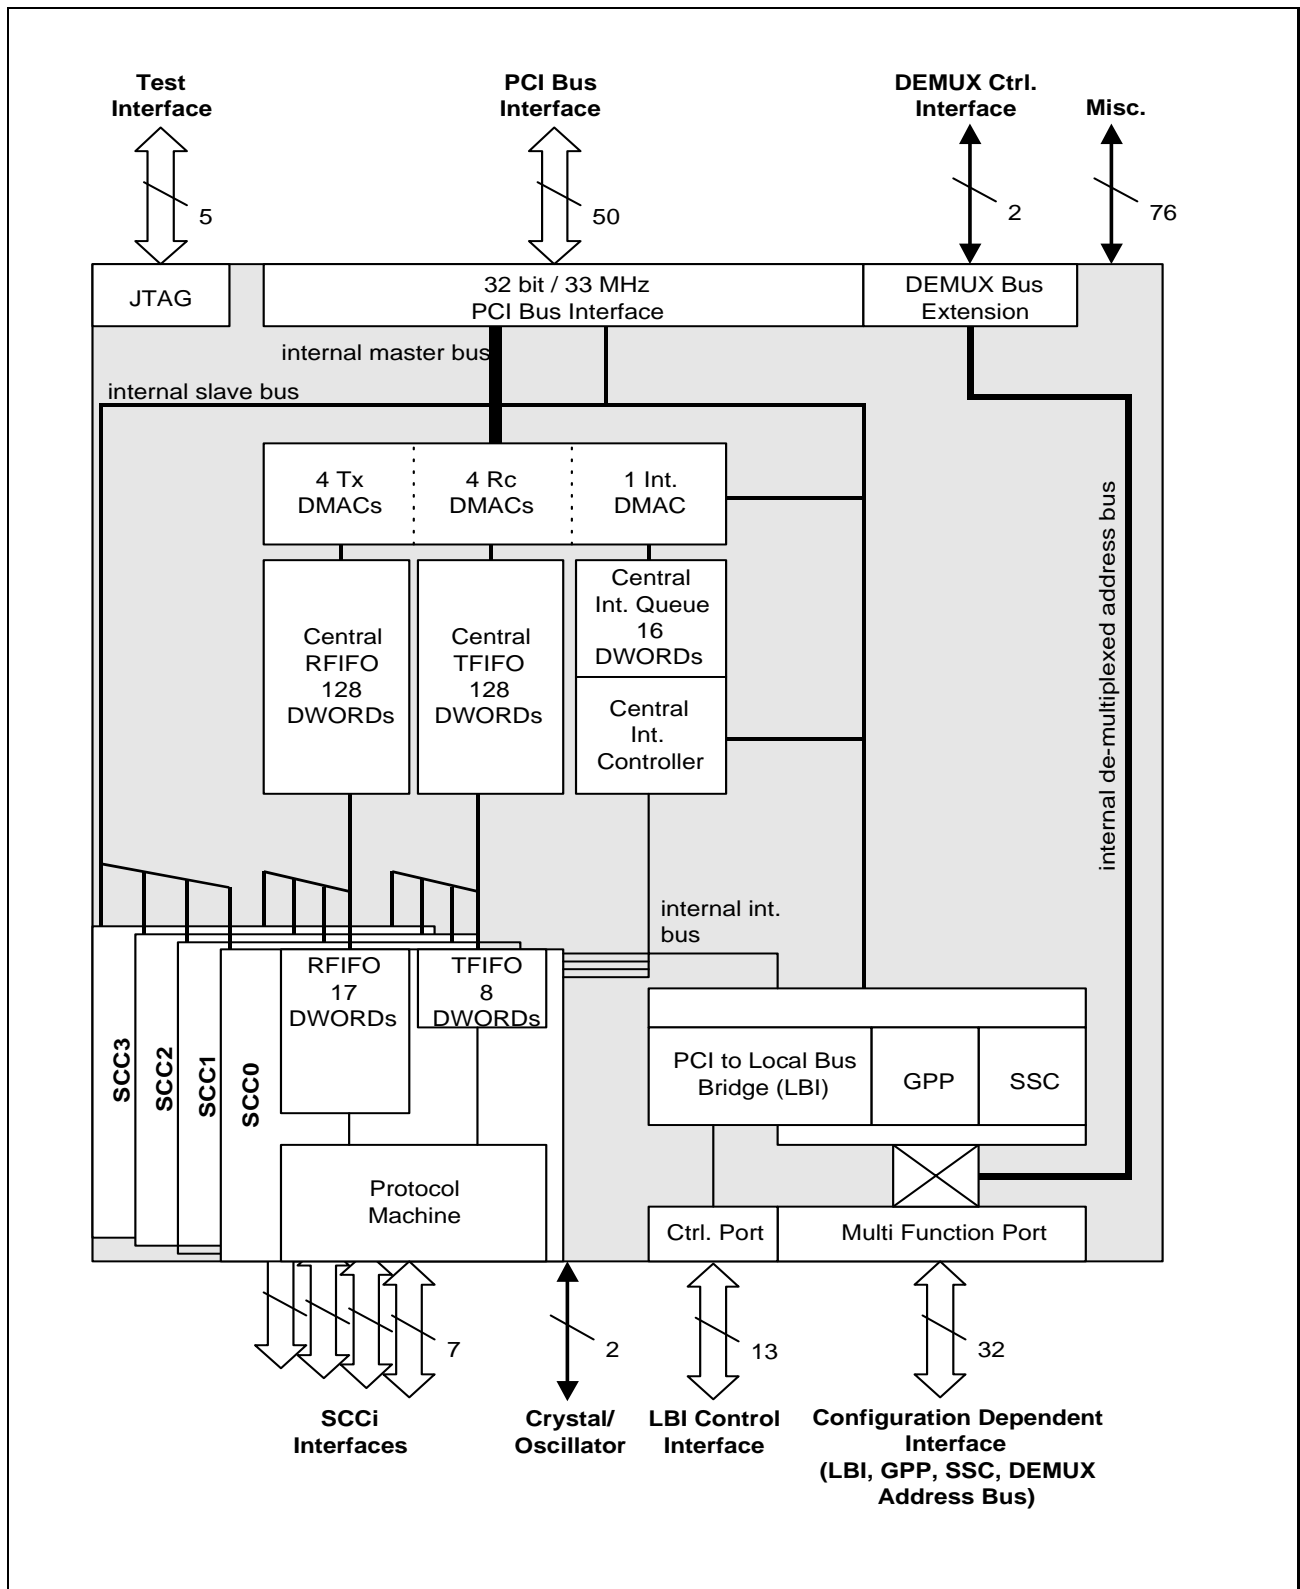 Test
Interface
PCI Bus
Interface
DEMUX Ctrl.
Interface
Misc.
5
50
2
76
JTAG
32 bit / 33 MHz
PCI Bus Interface
DEMUX Bus
Extension
internal master bus
internal slave bus
4 Tx
DMACs
4 Rc
DMACs
1 Int.
DMAC
Central
RFIFO
128
DWORDs
Central
TFIFO
128
DWORDs
Central
Int. Queue
16
DWORDs
Central
Int.
Controller
internal de-multiplexed address bus
internal int.
bus
RFIFO
17
DWORDs
TFIFO
8
DWORDs
SCC3
SCC2
SCC1
SCC0
PCI to Local Bus
Bridge (LBI)
GPP
SSC
Protocol
Machine
Ctrl. Port
Multi Function Port
7
2
13
32
SCCi
Interfaces
Crystal/
Oscillator
LBI Control
Interface
Configuration Dependent
Interface
(LBI, GPP, SSC, DEMUX
Address Bus)